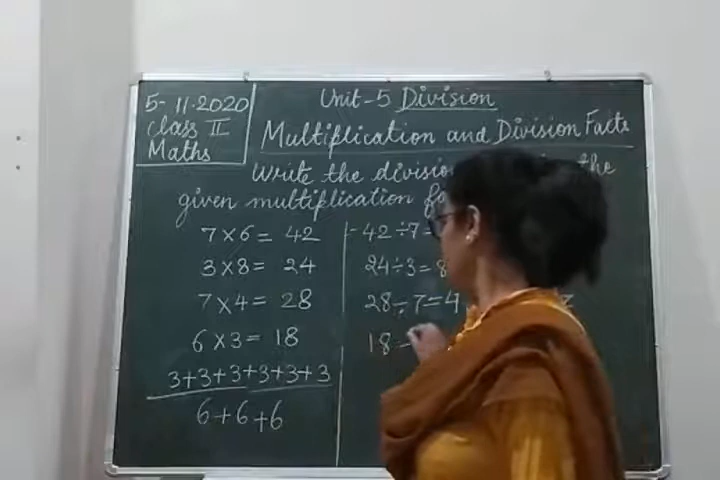 5-11-2020
Class II
Maths
Unit-5 Division
Multiplication and Division Facts
Write the division the
given multiplication
7×6= 42
42÷7=
3×8= 24
24÷3=8
7×4= 28
28÷7=4
6×3= 18
18
3+3+3+3+3+3
6+6+6